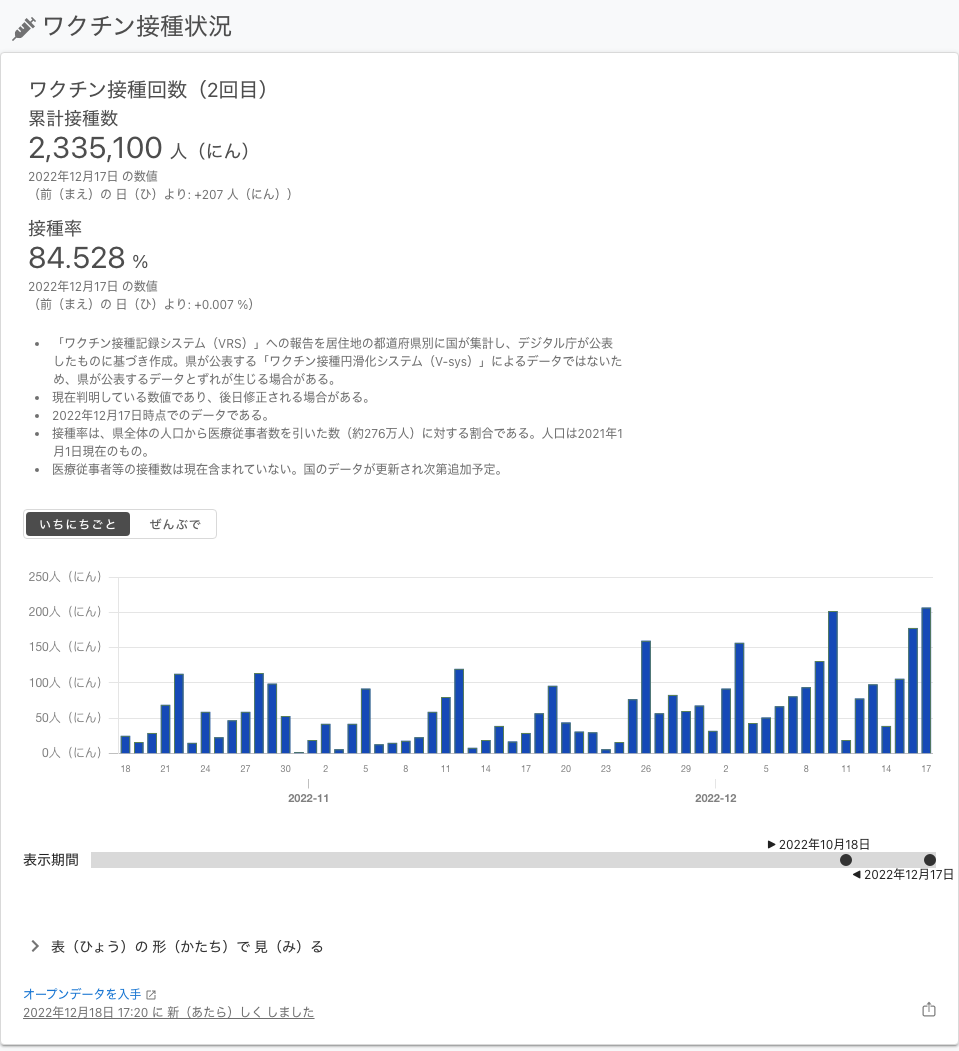 ワクチン接種状況
ワクチン接種回数（2回目）
累計接種数
2,335,100 人（にん）
2022年12月17日 の数値
（前（まえ）の 日（ひ）より: +207 人（にん））
接種率
84.528 %
2022年12月17日 の数値
（前（まえ）の 日（ひ）より: +0.007 %）
• 「ワクチン接種記録システム（VRS）」への報告を居住地の都道府県別に国が集計し、デジタル庁が公表
したものに基づき作成。県が公表する「ワクチン接種円滑化システム（V-sys）」によるデータではないた
め、県が公表するデータとずれが生じる場合がある。
• 現在判明している数値であり、後日修正される場合がある。
• 2022年12月17日時点でのデータである。
• 接種率は、県全体の人口から医療従事者数を引いた数（約276万人）に対する割合である。人口は2021年1
月1日現在のもの。
• 医療従事者等の接種数は現在含まれていない。国のデータが更新され次第追加予定。
いちにちごと ぜんぶで
250人（にん）
200人（にん）
150人（にん）
100人（にん）
50人（にん）
0人（にん）
18 21 24 27 30 2 5 8 11 14 17 20 23 26 29 2 5 8 11 14 17
2022-11 2022-12
▶ 2022年10月18日
表示期間
◀ 2022年12月17日
表（ひょう）の 形（かたち）で 見（み）る
オープンデータを入手
2022年12月18日 17:20 に 新（あたら）しく しました